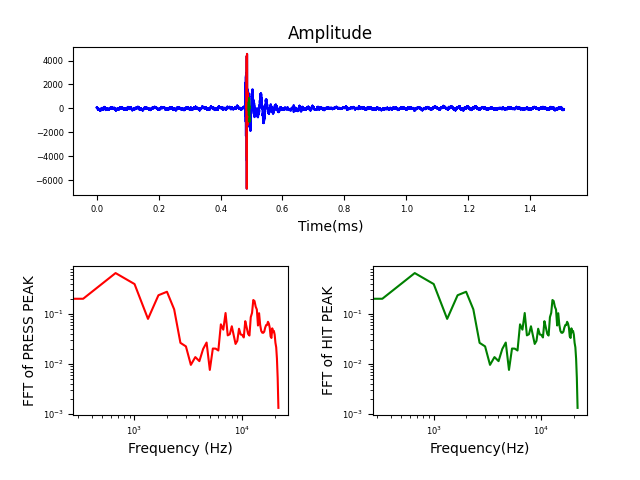 Amplitude
4000
2000
0
−2000
−4000
−6000
0.0 0.2 0.4 0.6 0.8 1.0 1.2 1.4
Time(ms)
FFT of PRESS PEAK
10⁻¹
10⁻²
10⁻³
10³ 10⁴
Frequency (Hz)
FFT of HIT PEAK
10⁻¹
10⁻²
10⁻³
10³ 10⁴
Frequency(Hz)